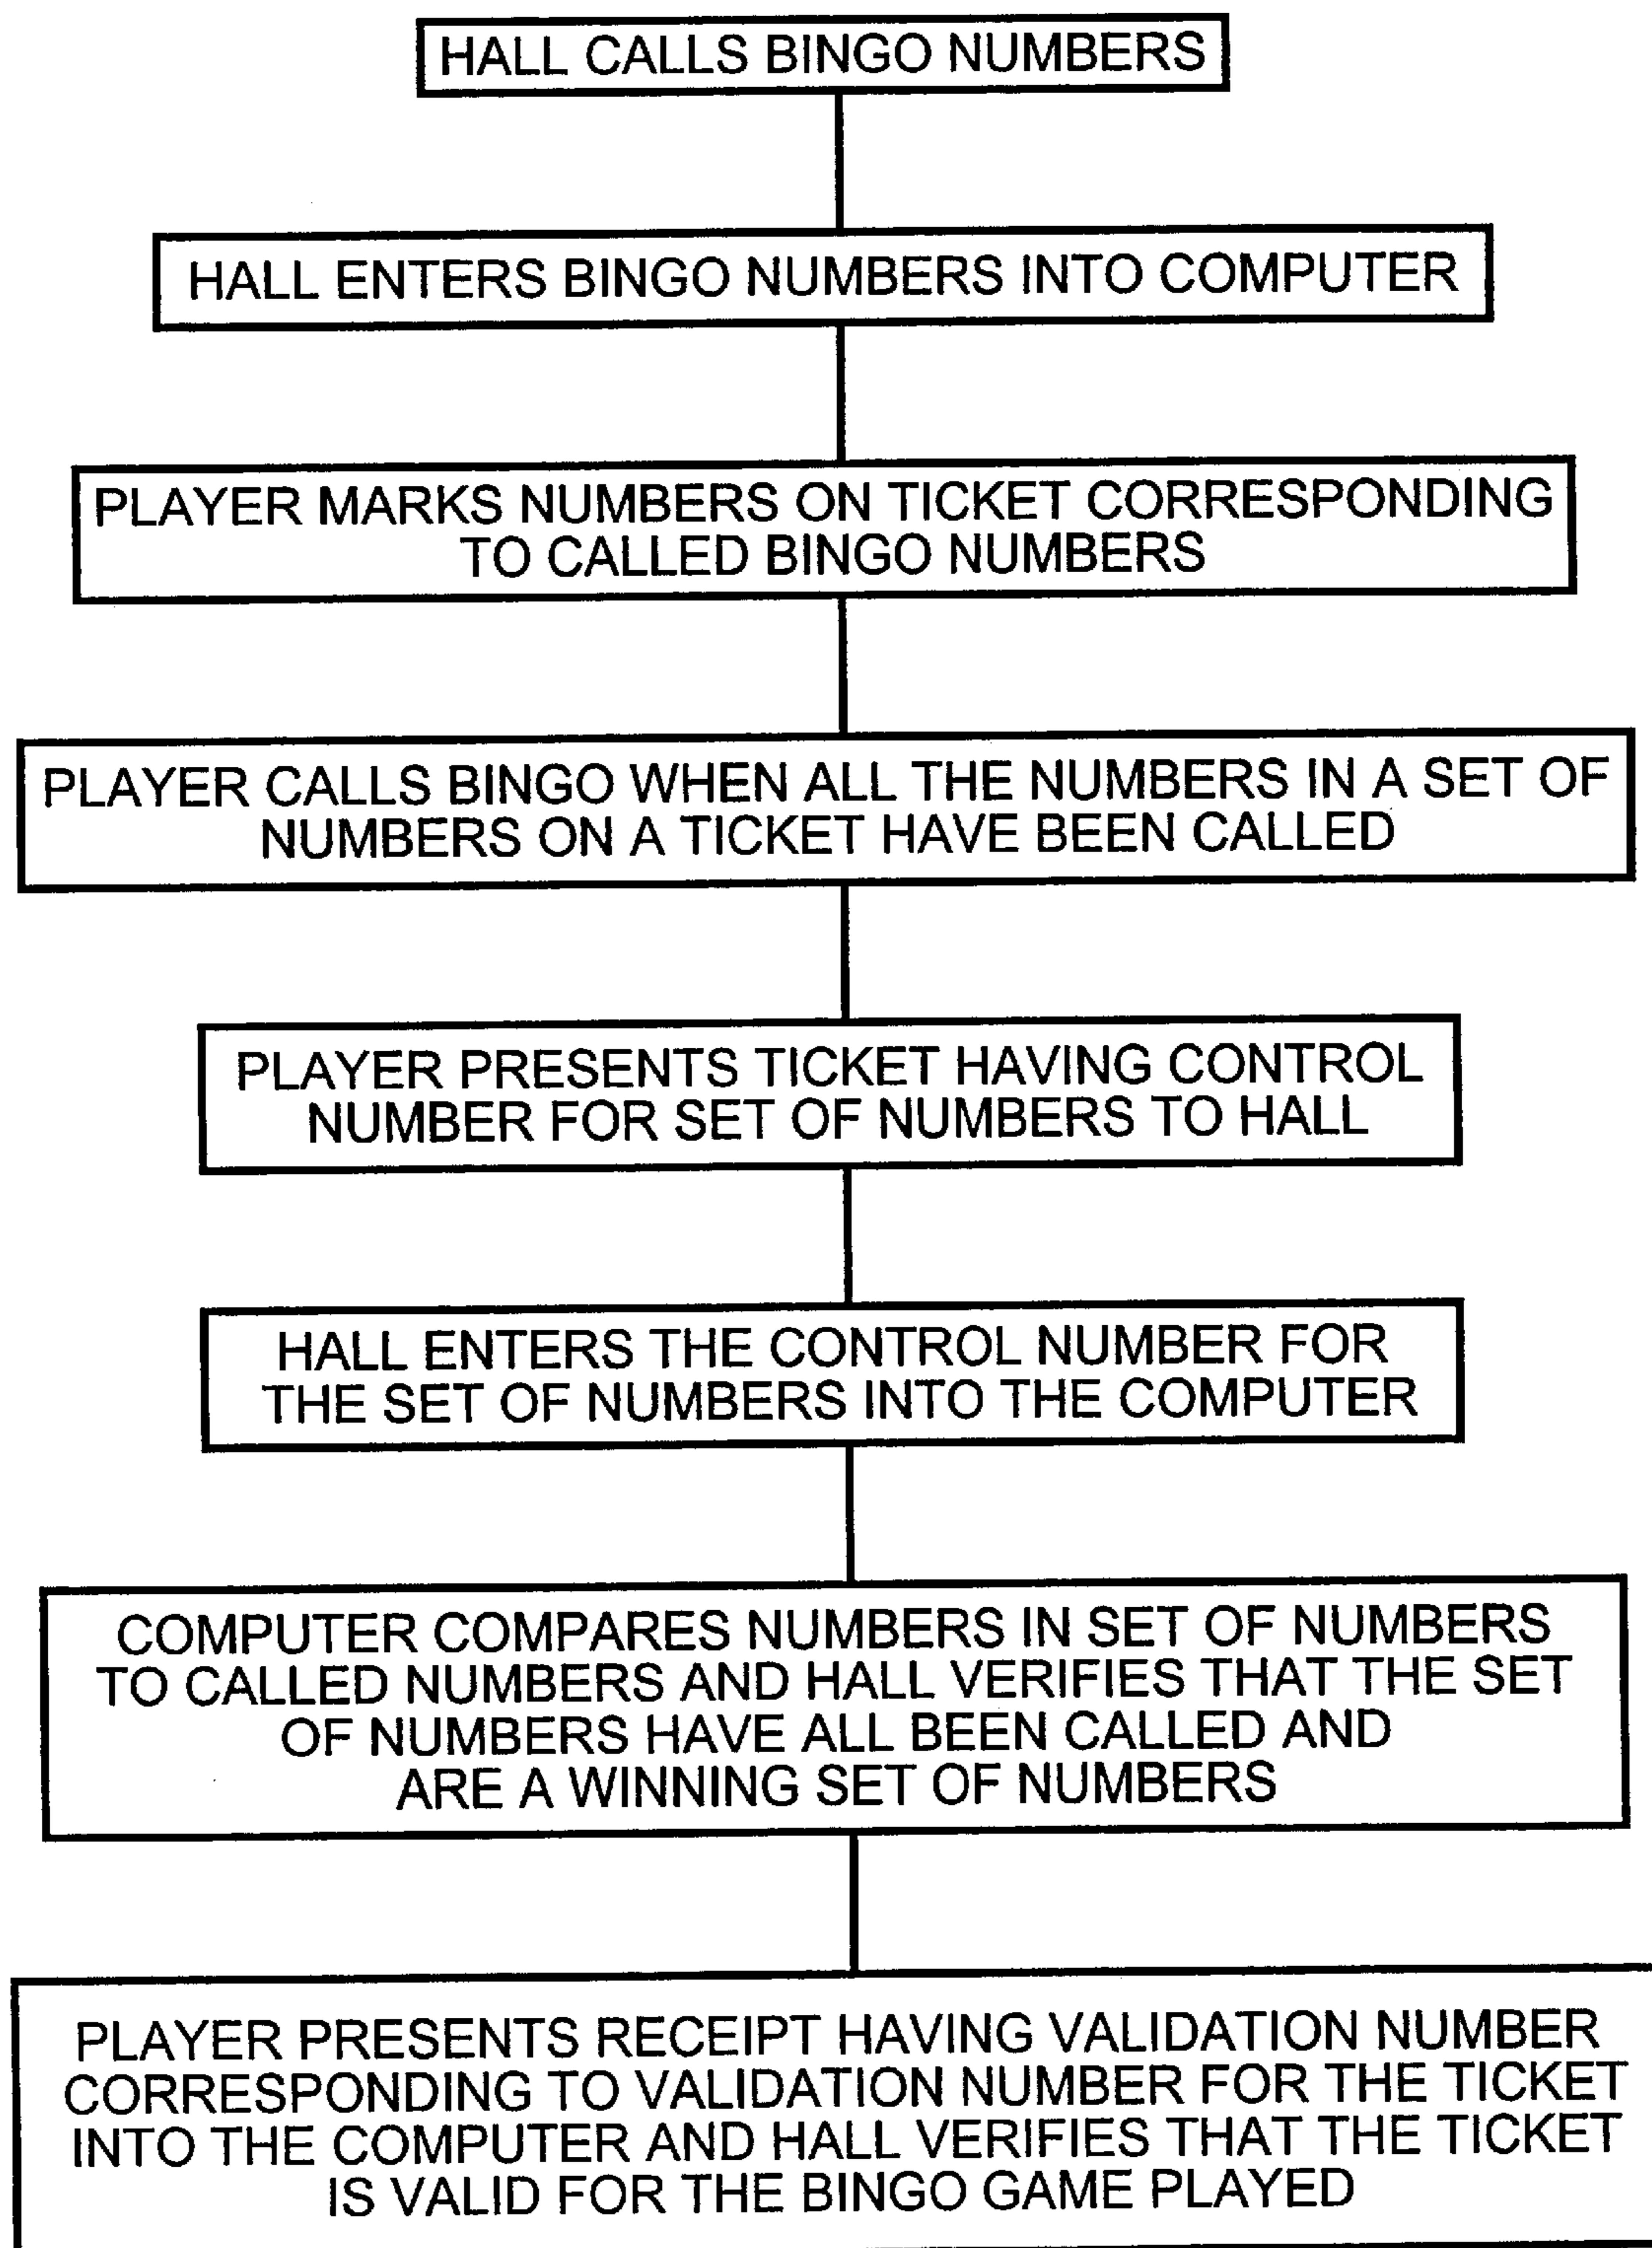 HALL CALLS BINGO NUMBERS
HALL ENTERS BINGO NUMBERS INTO COMPUTER
PLAYER MARKS NUMBERS ON TICKET CORRESPONDING
TO CALLED BINGO NUMBERS
PLAYER CALLS BINGO WHEN ALL THE NUMBERS IN A SET OF
NUMBERS ON A TICKET HAVE BEEN CALLED
PLAYER PRESENTS TICKET HAVING CONTROL
NUMBER FOR SET OF NUMBERS TO HALL
HALL ENTERS THE CONTROL NUMBER FOR
THE SET OF NUMBERS INTO THE COMPUTER
COMPUTER COMPARES NUMBERS IN SET OF NUMBERS
TO CALLED NUMBERS AND HALL VERIFIES THAT THE SET
OF NUMBERS HAVE ALL BEEN CALLED AND
ARE A WINNING SET OF NUMBERS
PLAYER PRESENTS RECEIPT HAVING VALIDATION NUMBER
CORRESPONDING TO VALIDATION NUMBER FOR THE TICKET
INTO THE COMPUTER AND HALL VERIFIES THAT THE TICKET
IS VALID FOR THE BINGO GAME PLAYED